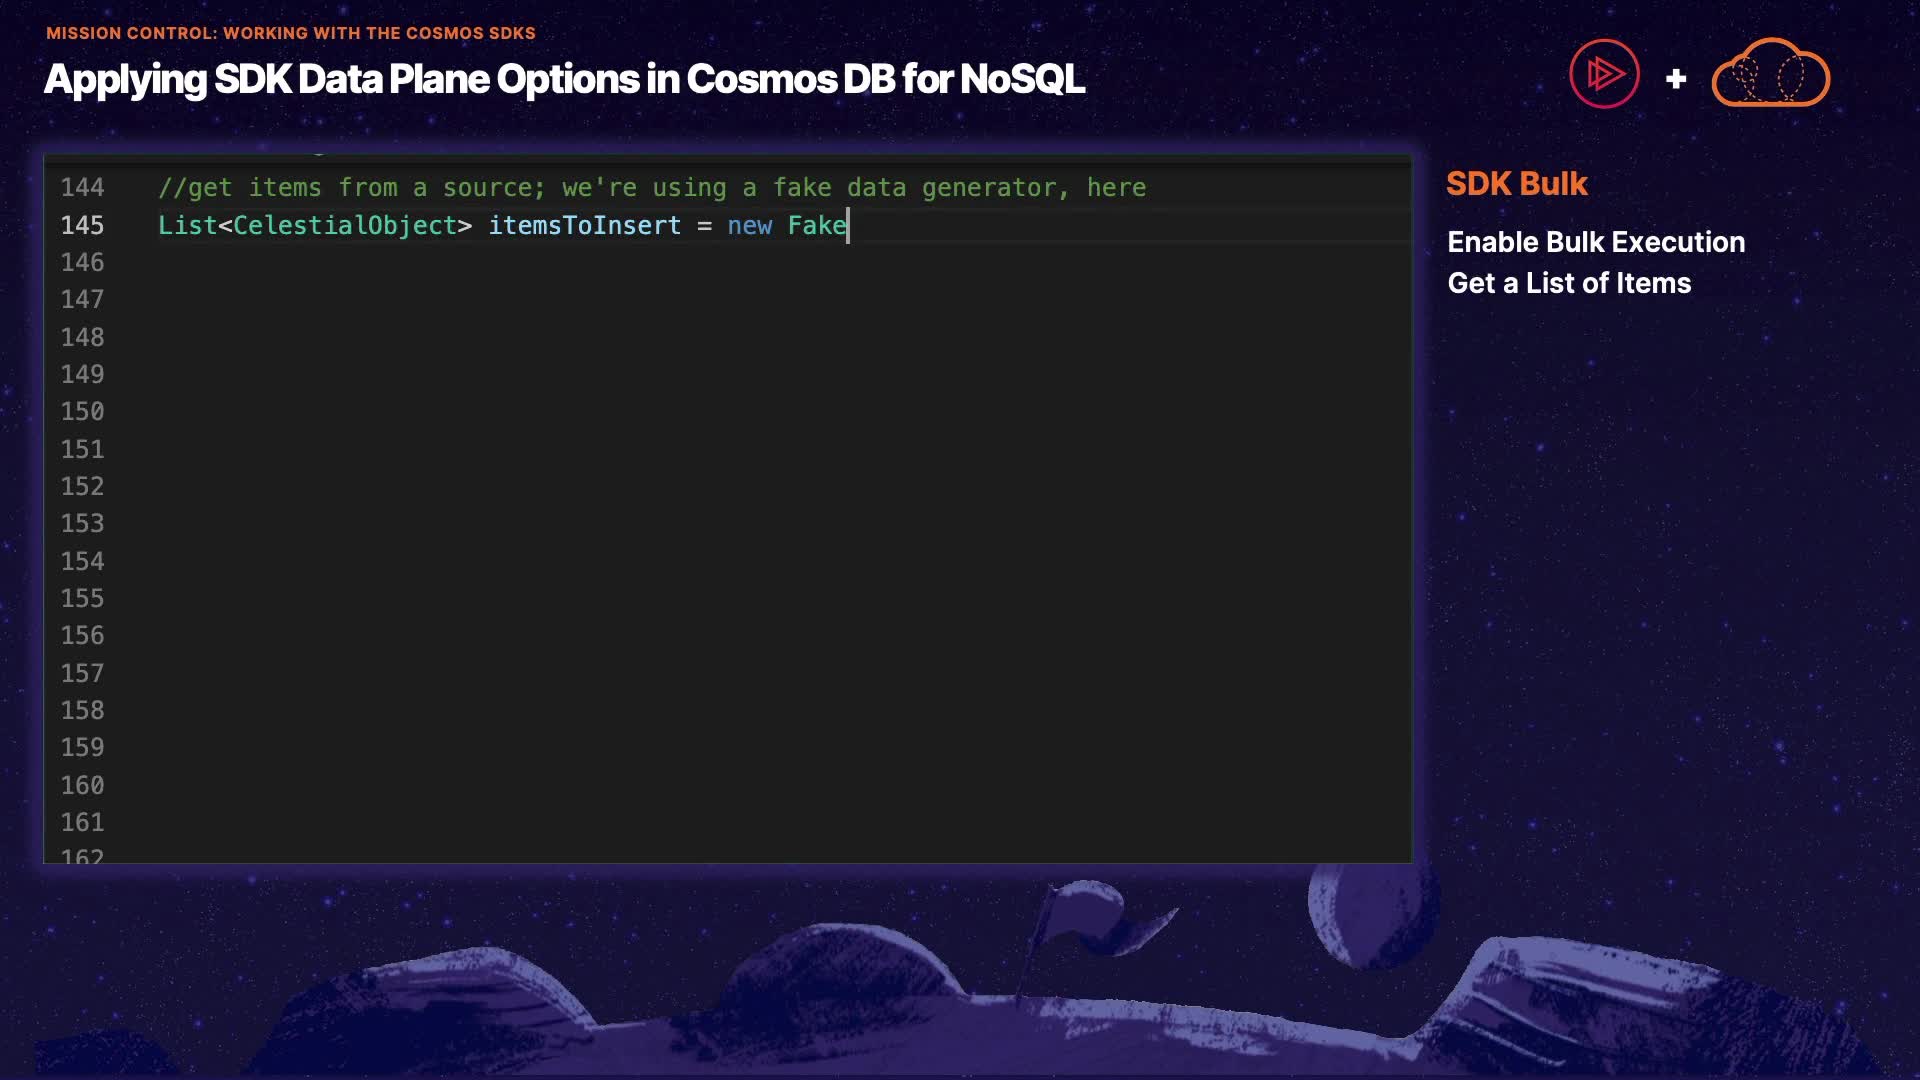 MISSION CONTROL: WORKING WITH THE COSMOS SDKS
Applying SDK Data Plane Options in Cosmos DB for NoSQL
144 //get items from a source; we're using a fake data generator, here
145 List<CelestialObject> itemsToInsert = new Fake
146
147
148
149
150
151
152
153
154
155
156
157
158
159
160
161
162
SDK Bulk
Enable Bulk Execution
Get a List of Items